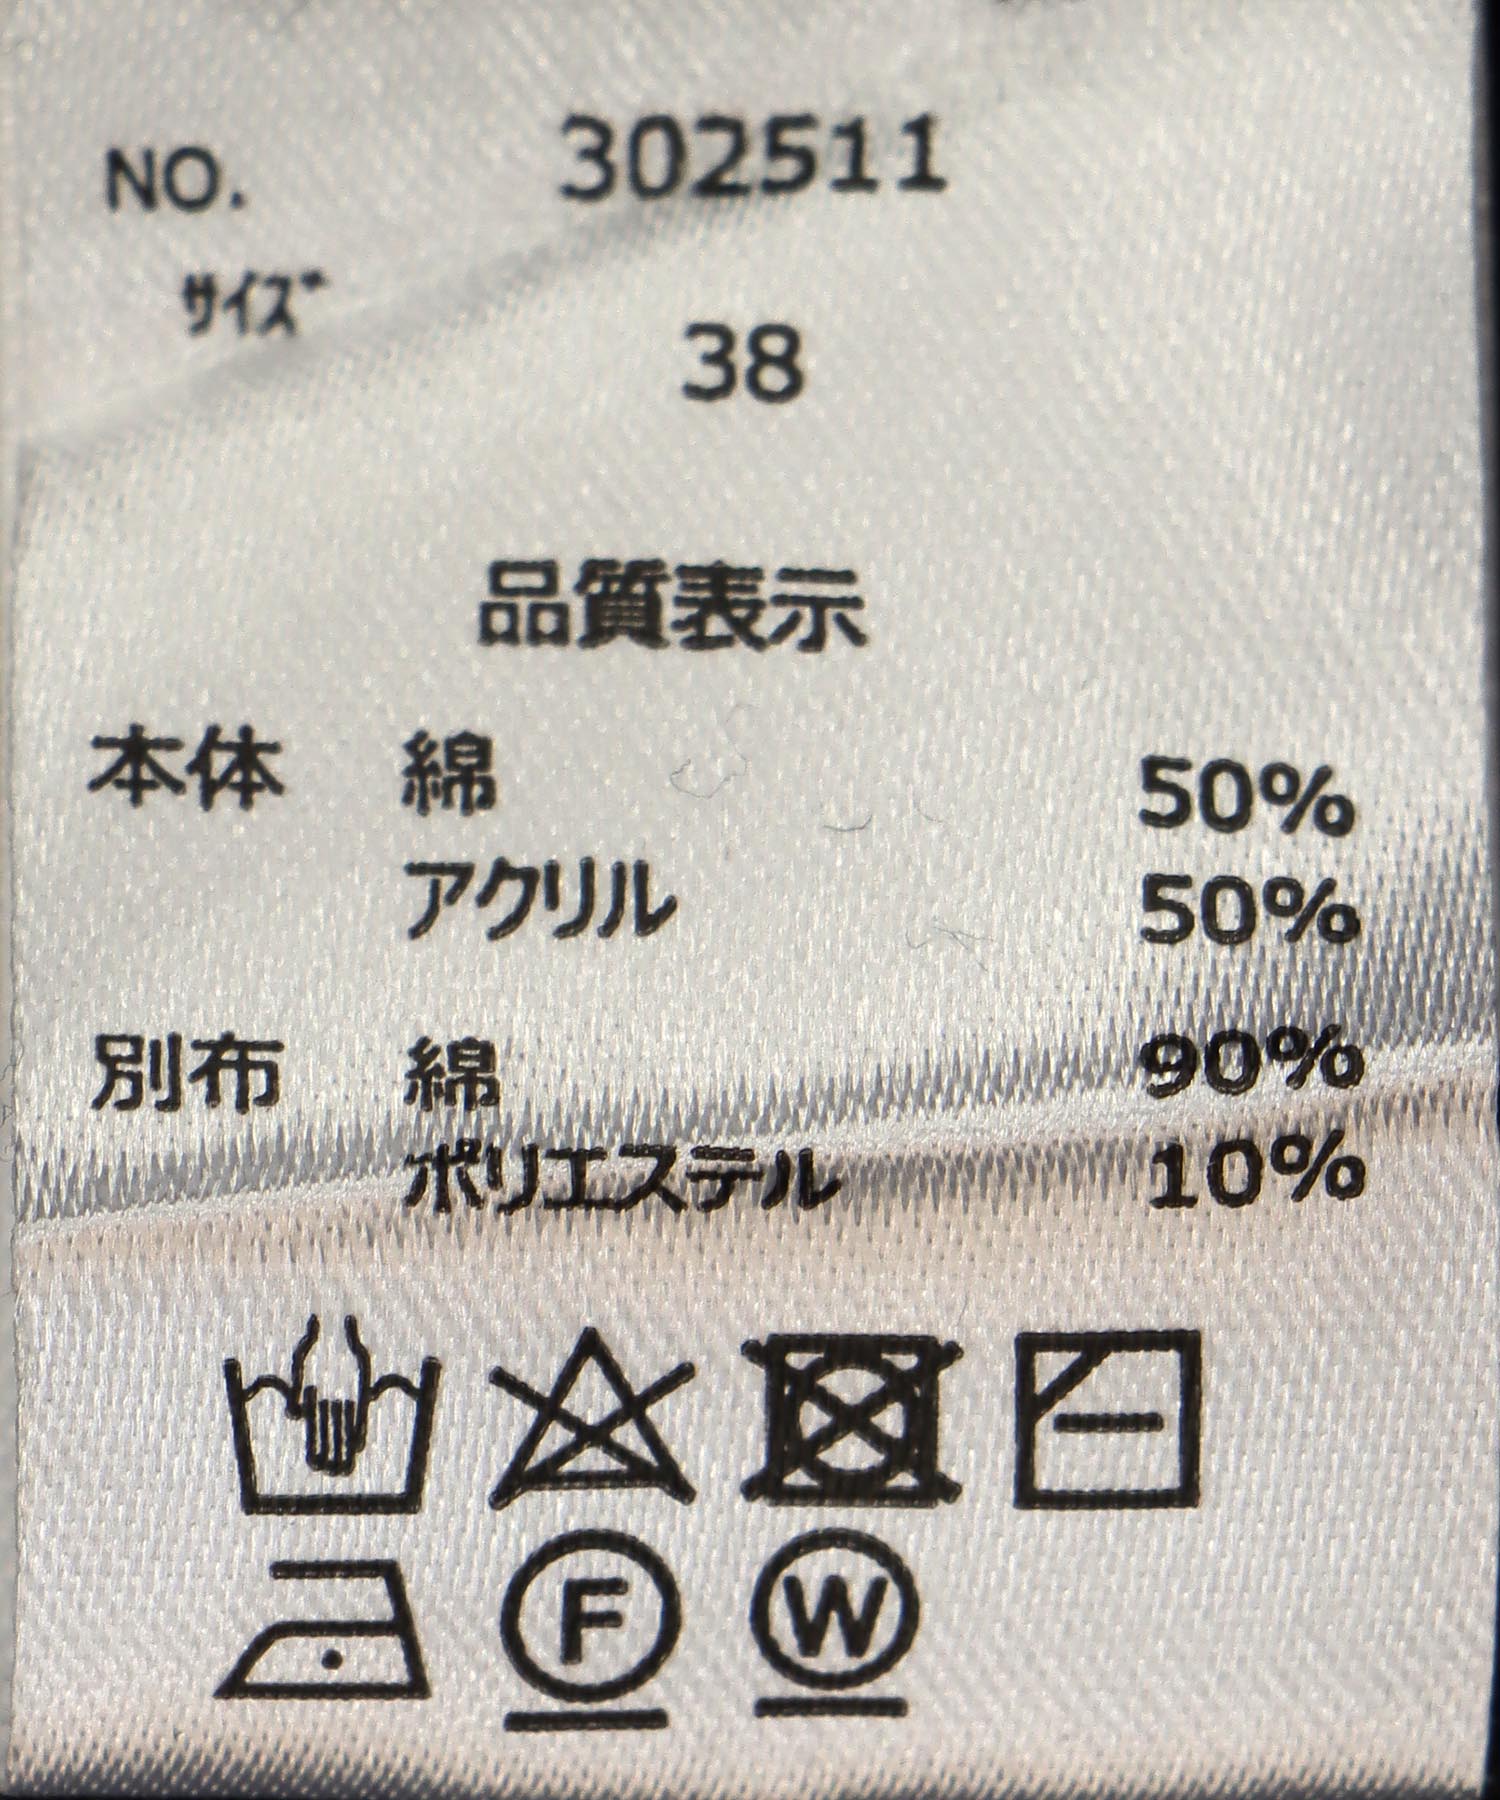 NO. 302511
ｻｲｽﾞ 38
品質表示
本体 綿 50%
アクリル 50%
別布 綿 90%
ポリエステル 10%
F W